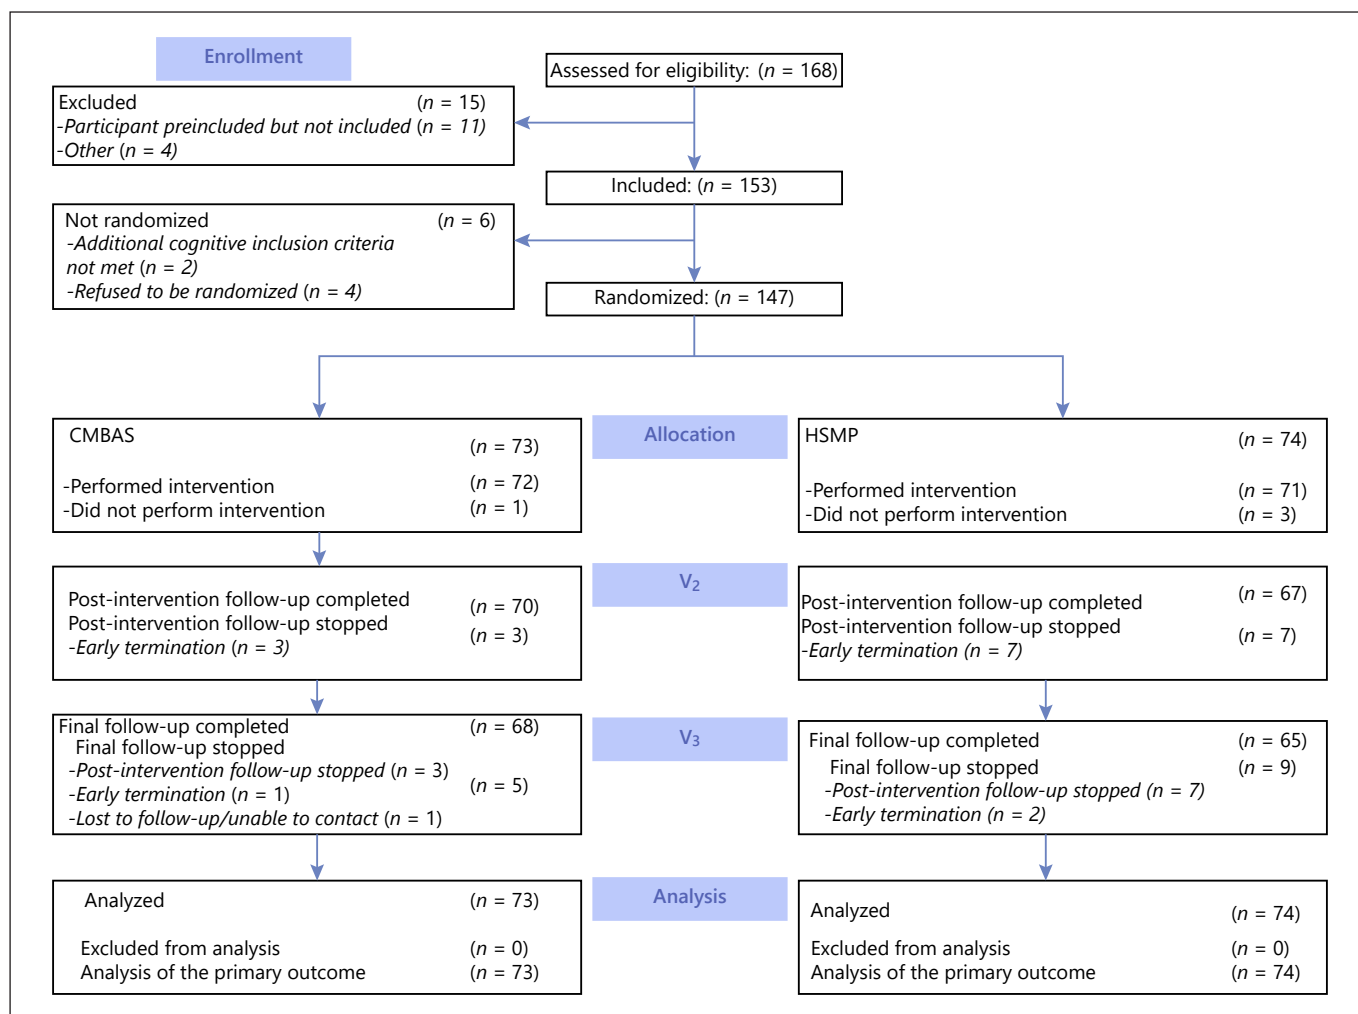 Enrollment
Assessed for eligibility: (n = 168)
Excluded (n = 15)
-Participant preincluded but not included (n = 11)
-Other (n = 4)
Included: (n = 153)
Not randomized (n = 6)
-Additional cognitive inclusion criteria
not met (n = 2)
-Refused to be randomized (n = 4)
Randomized: (n = 147)
Allocation
CMBAS (n = 73)
-Performed intervention (n = 72)
-Did not perform intervention (n = 1)
HSMP (n = 74)
-Performed intervention (n = 71)
-Did not perform intervention (n = 3)
V₂
Post-intervention follow-up completed (n = 70)
Post-intervention follow-up stopped (n = 3)
-Early termination (n = 3)
Post-intervention follow-up completed (n = 67)
Post-intervention follow-up stopped (n = 7)
-Early termination (n = 7)
V₃
Final follow-up completed (n = 68)
Final follow-up stopped
-Post-intervention follow-up stopped (n = 3)
(n = 5)
-Early termination (n = 1)
-Lost to follow-up/unable to contact (n = 1)
Final follow-up completed (n = 65)
Final follow-up stopped (n = 9)
-Post-intervention follow-up stopped (n = 7)
-Early termination (n = 2)
Analysis
Analyzed (n = 73)
Excluded from analysis (n = 0)
Analysis of the primary outcome (n = 73)
Analyzed (n = 74)
Excluded from analysis (n = 0)
Analysis of the primary outcome (n = 74)